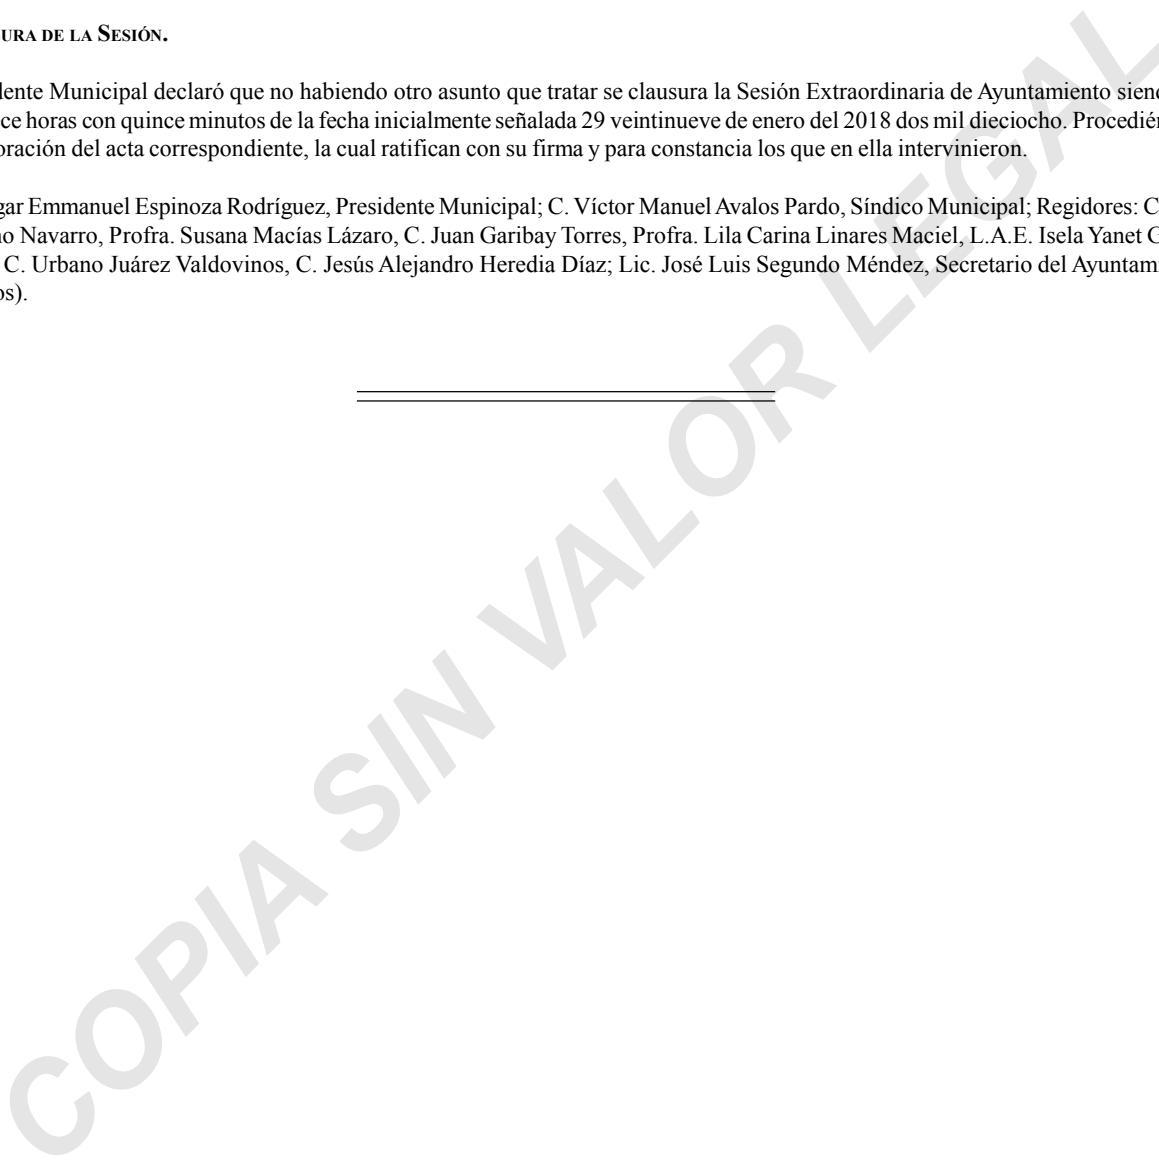 URA DE LA SESIÓN.
dente Municipal declaró que no habiendo otro asunto que tratar se clausura la Sesión Extraordinaria de Ayuntamiento siend
ce horas con quince minutos de la fecha inicialmente señalada 29 veintinueve de enero del 2018 dos mil dieciocho. Procedién
oración del acta correspondiente, la cual ratifican con su firma y para constancia los que en ella intervinieron.
gar Emmanuel Espinoza Rodríguez, Presidente Municipal; C. Víctor Manuel Avalos Pardo, Síndico Municipal; Regidores: C
no Navarro, Profra. Susana Macías Lázaro, C. Juan Garibay Torres, Profra. Lila Carina Linares Maciel, L.A.E. Isela Yanet G
C. Urbano Juárez Valdovinos, C. Jesús Alejandro Heredia Díaz; Lic. José Luis Segundo Méndez, Secretario del Ayuntami
os).
COPIA SIN VALOR LEGAL